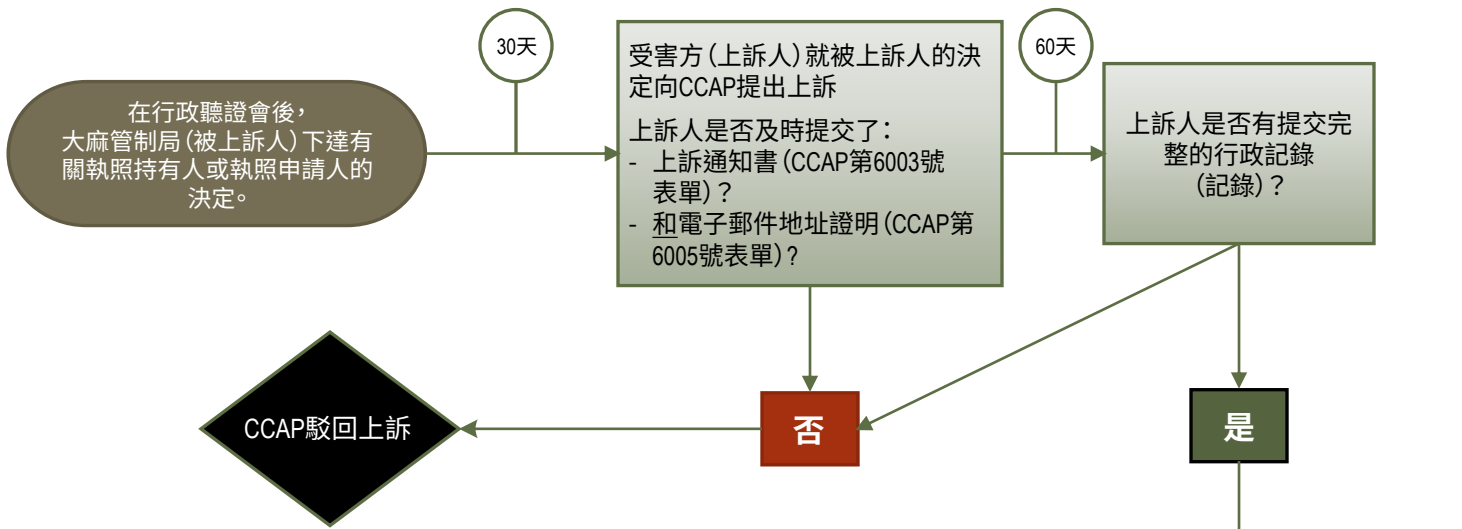 在行政聽證會後，
大麻管制局（被上訴人）下達有
關執照持有人或執照申請人的
決定。
30天
受害方（上訴人）就被上訴人的決
定向CCAP提出上訴
上訴人是否及時提交了：
- 上訴通知書（CCAP第6003號
表單）？
- 和電子郵件地址證明（CCAP第
6005號表單）?
60天
上訴人是否有提交完
整的行政記錄
（記錄）？
CCAP駁回上訴
否
是